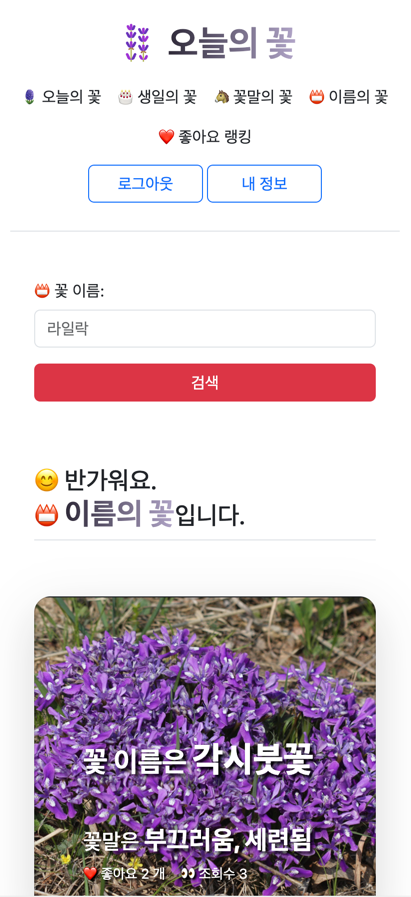 오늘의 꽃
🪻 오늘의 꽃 🎂 생일의 꽃 🐴 꽃말의 꽃 📛 이름의 꽃
❤️ 좋아요 랭킹
로그아웃 내 정보
📛 꽃 이름:
라일락
검색
😊 반가워요.
📛 이름의 꽃입니다.
꽃 이름은 각시붓꽃
꽃말은 부끄러움, 세련됨
❤️ 좋아요 2 개 👀 조회수 3